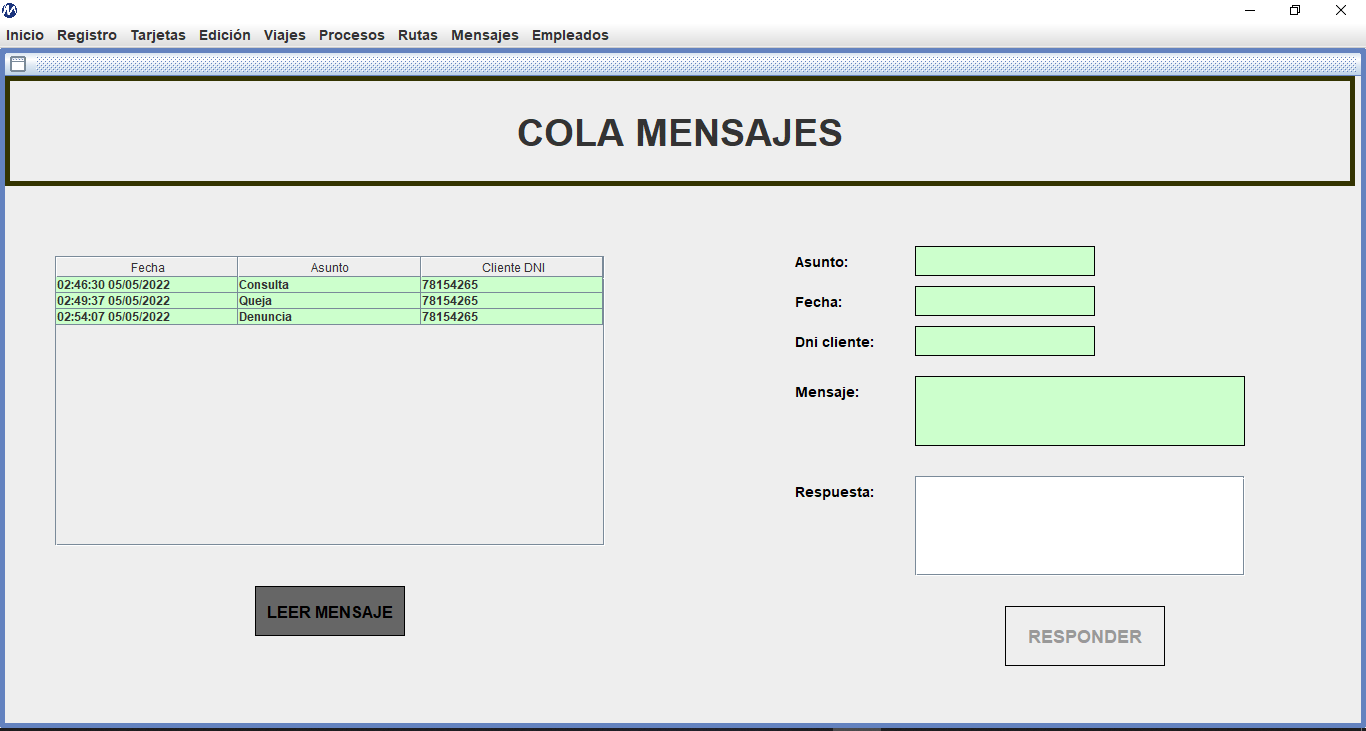 Inicio Registro Tarjetas Edición Viajes Procesos Rutas Mensajes Empleados
COLA MENSAJES
Fecha Asunto Cliente DNI
02:46:30 05/05/2022 Consulta 78154265
02:49:37 05/05/2022 Queja 78154265
02:54:07 05/05/2022 Denuncia 78154265
LEER MENSAJE
Asunto:
Fecha:
Dni cliente:
Mensaje:
Respuesta:
RESPONDER